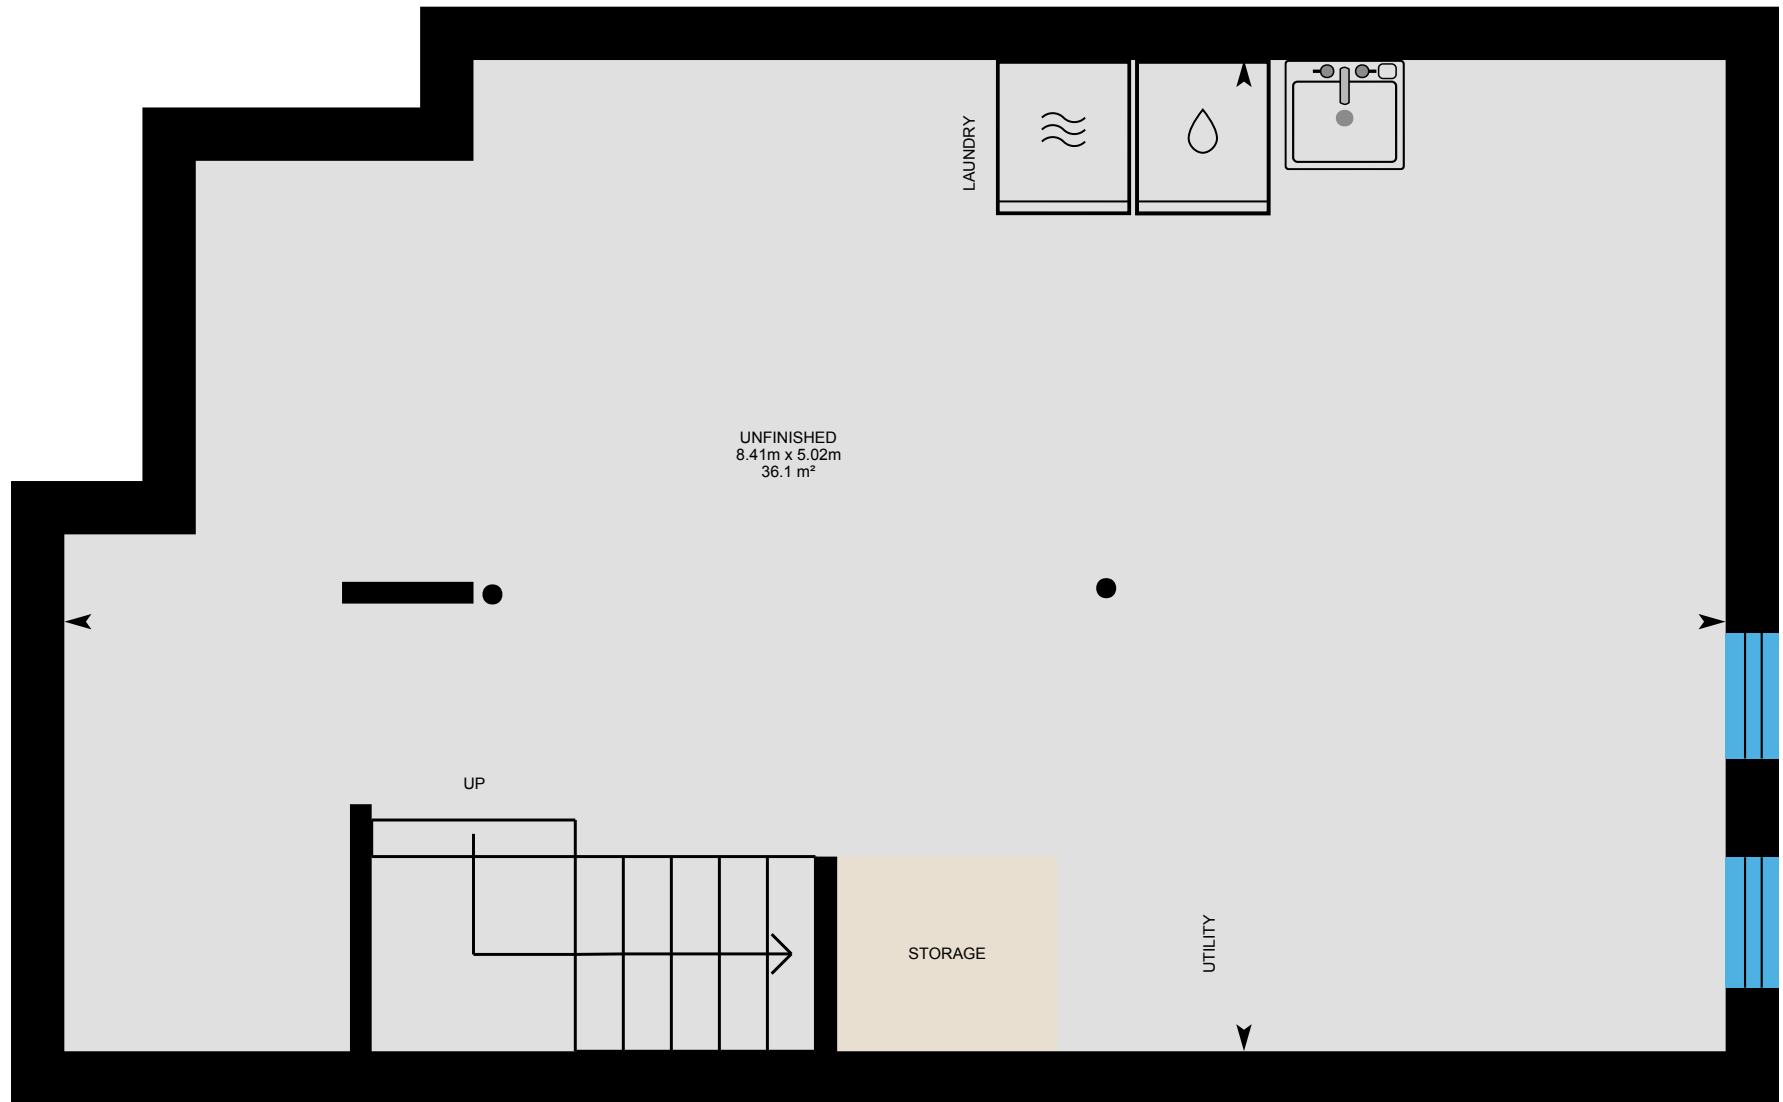 LAUNDRY
UNFINISHED
8.41m x 5.02m
36.1 m²
UP
STORAGE
UTILITY